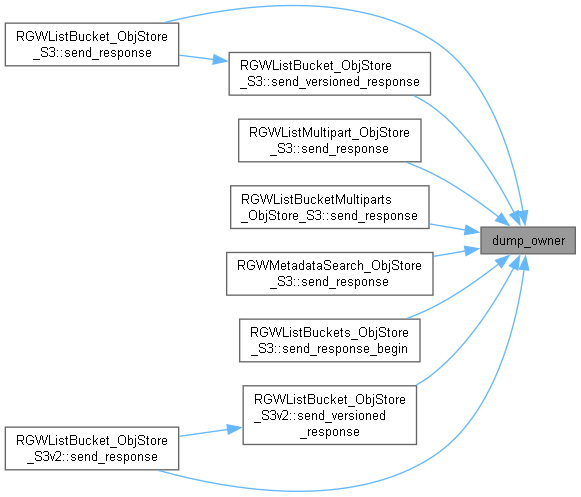 RGWListBucket_ObjStore
_S3::send_response
RGWListBucket_ObjStore
_S3::send_versioned_response
RGWListMultipart_ObjStore
_S3::send_response
RGWListBucketMultiparts
_ObjStore_S3::send_response
dump_owner
RGWMetadataSearch_ObjStore
_S3::send_response
RGWListBuckets_ObjStore
_S3::send_response_begin
RGWListBucket_ObjStore
_S3v2::send_versioned
_response
RGWListBucket_ObjStore
_S3v2::send_response